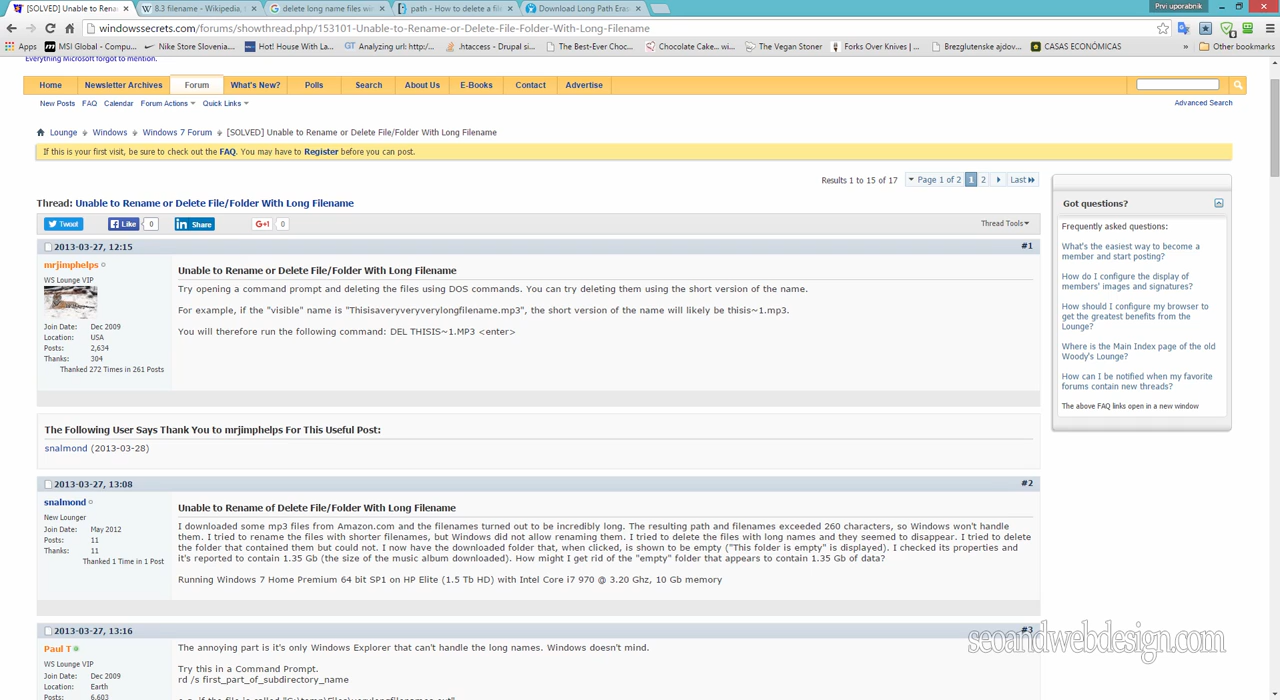 [SOLVED] Unable to Rena
8.3 filename - Wikipedia, t
delete long name files win
path - How to delete a file
Download Long Path Eras
Prvi uporabnik
windowssecrets.com/forums/showthread.php/153101-Unable-to-Rename-or-Delete-File-Folder-With-Long-Filename
Apps
MSI Global - Compu...
Nike Store Slovenia...
Hot! House With La...
GT Analyzing url: http:/...
.htaccess - Drupal si...
The Best-Ever Choc...
Chocolate Cake... wi...
The Vegan Stoner
Forks Over Knives | ...
Brezglutenske ajdov...
CASAS ECONÓMICAS
»
Other bookmarks
Everything Microsoft forgot to mention.
Home
Newsletter Archives
Forum
What's New?
Polls
Search
About Us
E-Books
Contact
Advertise
New Posts
FAQ
Calendar
Forum Actions
Quick Links
Advanced Search
Lounge
Windows
Windows 7 Forum
[SOLVED] Unable to Rename or Delete File/Folder With Long Filename
If this is your first visit, be sure to check out the FAQ. You may have to Register before you can post.
Results 1 to 15 of 17
Page 1 of 2
1
2
Last
Thread: Unable to Rename or Delete File/Folder With Long Filename
Tweet
Like
0
in Share
G+1
0
Thread Tools
2013-03-27, 12:15
#1
mrjimphelps
WS Lounge VIP
Join Date: Dec 2009
Location: USA
Posts: 2,634
Thanks: 304
Thanked 272 Times in 261 Posts
Unable to Rename or Delete File/Folder With Long Filename
Try opening a command prompt and deleting the files using DOS commands. You can try deleting them using the short version of the name.
For example, if the "visible" name is "Thisisaveryveryverylongfilename.mp3", the short version of the name will likely be thisis~1.mp3.
You will therefore run the following command: DEL THISIS~1.MP3 <enter>
The Following User Says Thank You to mrjimphelps For This Useful Post:
snalmond (2013-03-28)
2013-03-27, 13:08
#2
snalmond
New Lounger
Join Date: May 2012
Posts: 11
Thanks: 11
Thanked 1 Time in 1 Post
Unable to Rename of Delete File/Folder With Long Filename
I downloaded some mp3 files from Amazon.com and the filenames turned out to be incredibly long. The resulting path and filenames exceeded 260 characters, so Windows won't handle
them. I tried to rename the files with shorter filenames, but Windows did not allow renaming them. I tried to delete the files with long names and they seemed to disappear. I tried to delete
the folder that contained them but could not. I now have the downloaded folder that, when clicked, is shown to be empty ("This folder is empty" is displayed). I checked its properties and
it's reported to contain 1.35 Gb (the size of the music album downloaded). How might I get rid of the "empty" folder that appears to contain 1.35 Gb of data?
Running Windows 7 Home Premium 64 bit SP1 on HP Elite (1.5 Tb HD) with Intel Core i7 970 @ 3.20 Ghz, 10 Gb memory
2013-03-27, 13:16
#3
Paul T
WS Lounge VIP
Join Date: Dec 2009
Location: Earth
Posts: 6,603
The annoying part is it's only Windows Explorer that can't handle the long names. Windows doesn't mind.
Try this in a Command Prompt.
rd /s first_part_of_subdirectory_name
Got questions?
Frequently asked questions:
What's the easiest way to become a
member and start posting?
How do I configure the display of
members' images and signatures?
How should I configure my browser to
get the greatest benefits from the
Lounge?
Where is the Main Index page of the old
Woody's Lounge?
How can I be notified when my favorite
forums contain new threads?
The above FAQ links open in a new window
seoandwebdesign.com